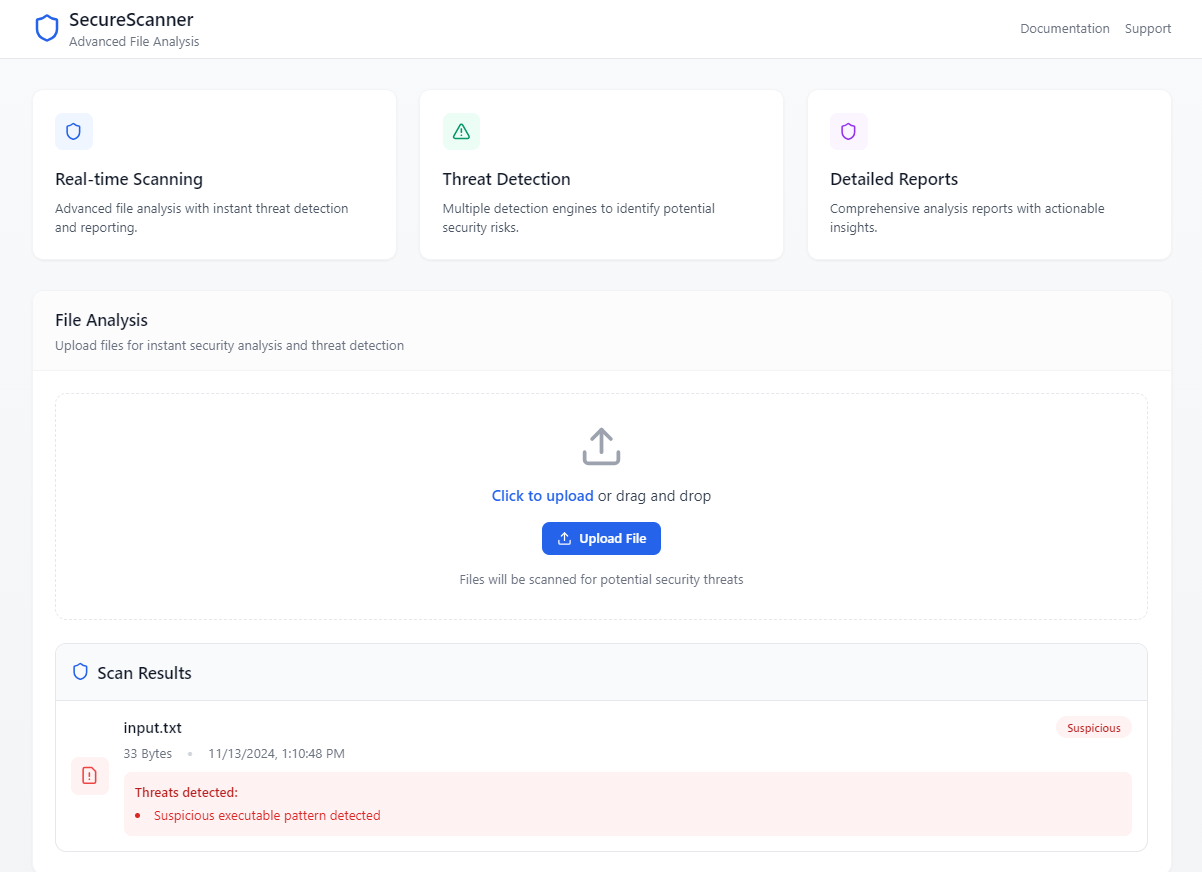 SecureScanner
Advanced File Analysis
Documentation
Support
Real-time Scanning
Advanced file analysis with instant threat detection
and reporting.
Threat Detection
Multiple detection engines to identify potential
security risks.
Detailed Reports
Comprehensive analysis reports with actionable
insights.
File Analysis
Upload files for instant security analysis and threat detection
Click to upload or drag and drop
Upload File
Files will be scanned for potential security threats
Scan Results
input.txt
Suspicious
33 Bytes • 11/13/2024, 1:10:48 PM
Threats detected:
• Suspicious executable pattern detected